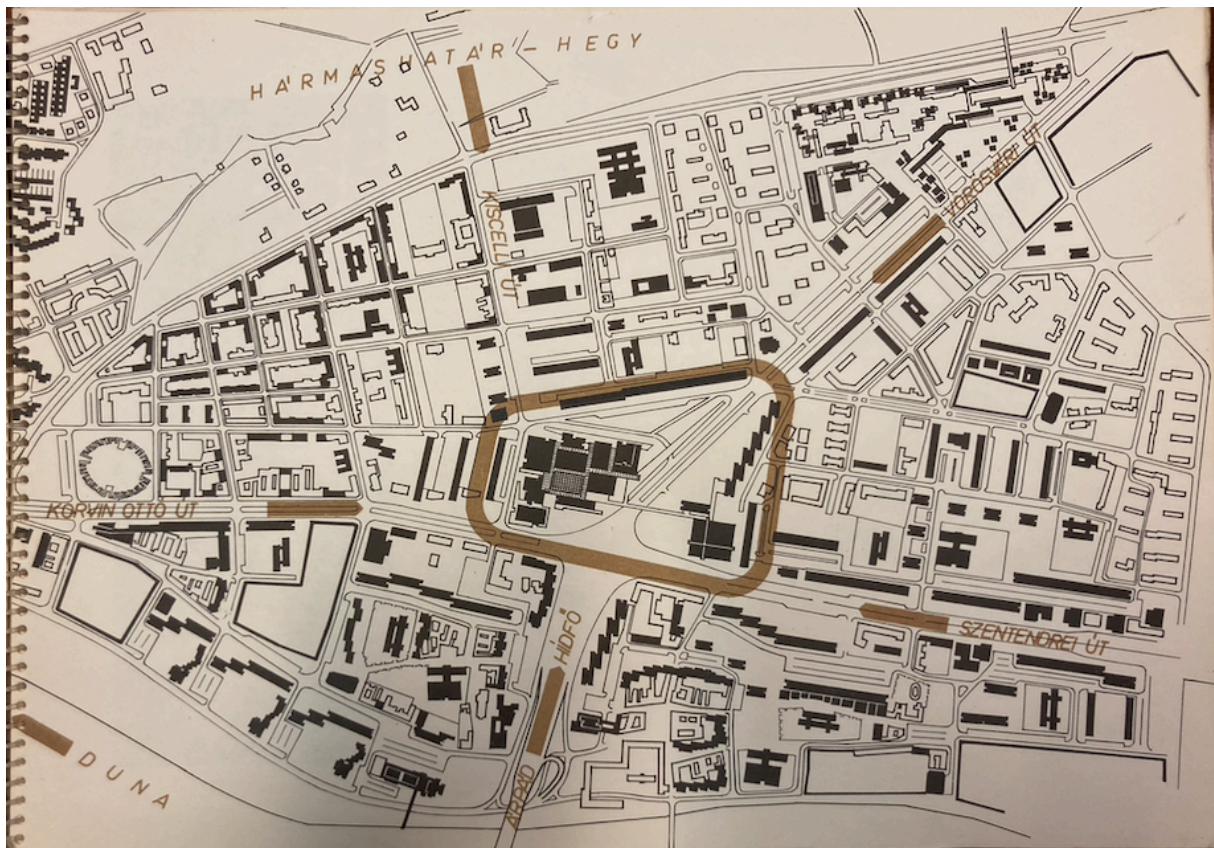 HÁRMASHATÁR – HEGY
KISCELLI ÚT
VÖRÖSVÁRI ÚT
KORVIN OTTÓ ÚT
HÍDFŐ
SZENTENDREI ÚT
DUNA
ÁRPÁD